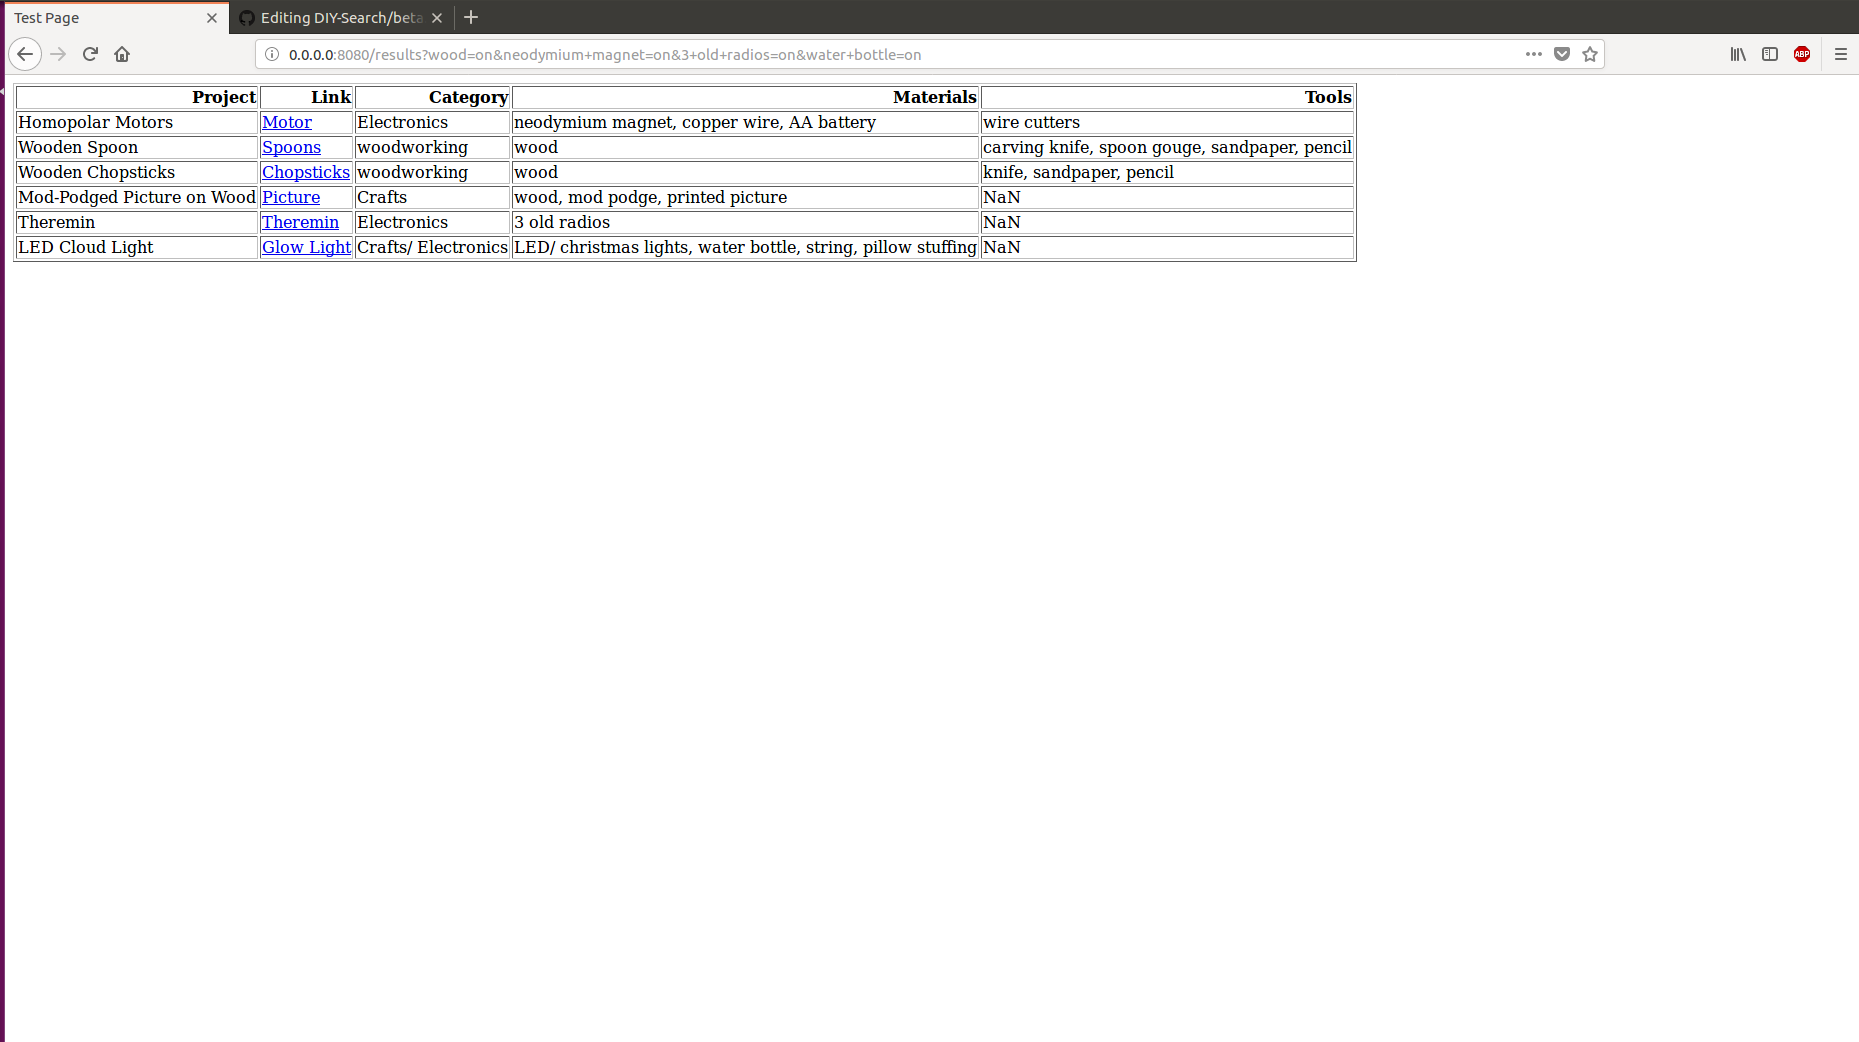 Test Page
Editing DIY-Search/beta
0.0.0.0:8080/results?wood=on&neodymium+magnet=on&3+old+radios=on&water+bottle=on
ABP
Project Link Category Materials Tools
Homopolar Motors Motor Electronics neodymium magnet, copper wire, AA battery wire cutters
Wooden Spoon Spoons woodworking wood carving knife, spoon gouge, sandpaper, pencil
Wooden Chopsticks Chopsticks woodworking wood knife, sandpaper, pencil
Mod-Podged Picture on Wood Picture Crafts wood, mod podge, printed picture NaN
Theremin Theremin Electronics 3 old radios NaN
LED Cloud Light Glow Light Crafts/ Electronics LED/ christmas lights, water bottle, string, pillow stuffing NaN